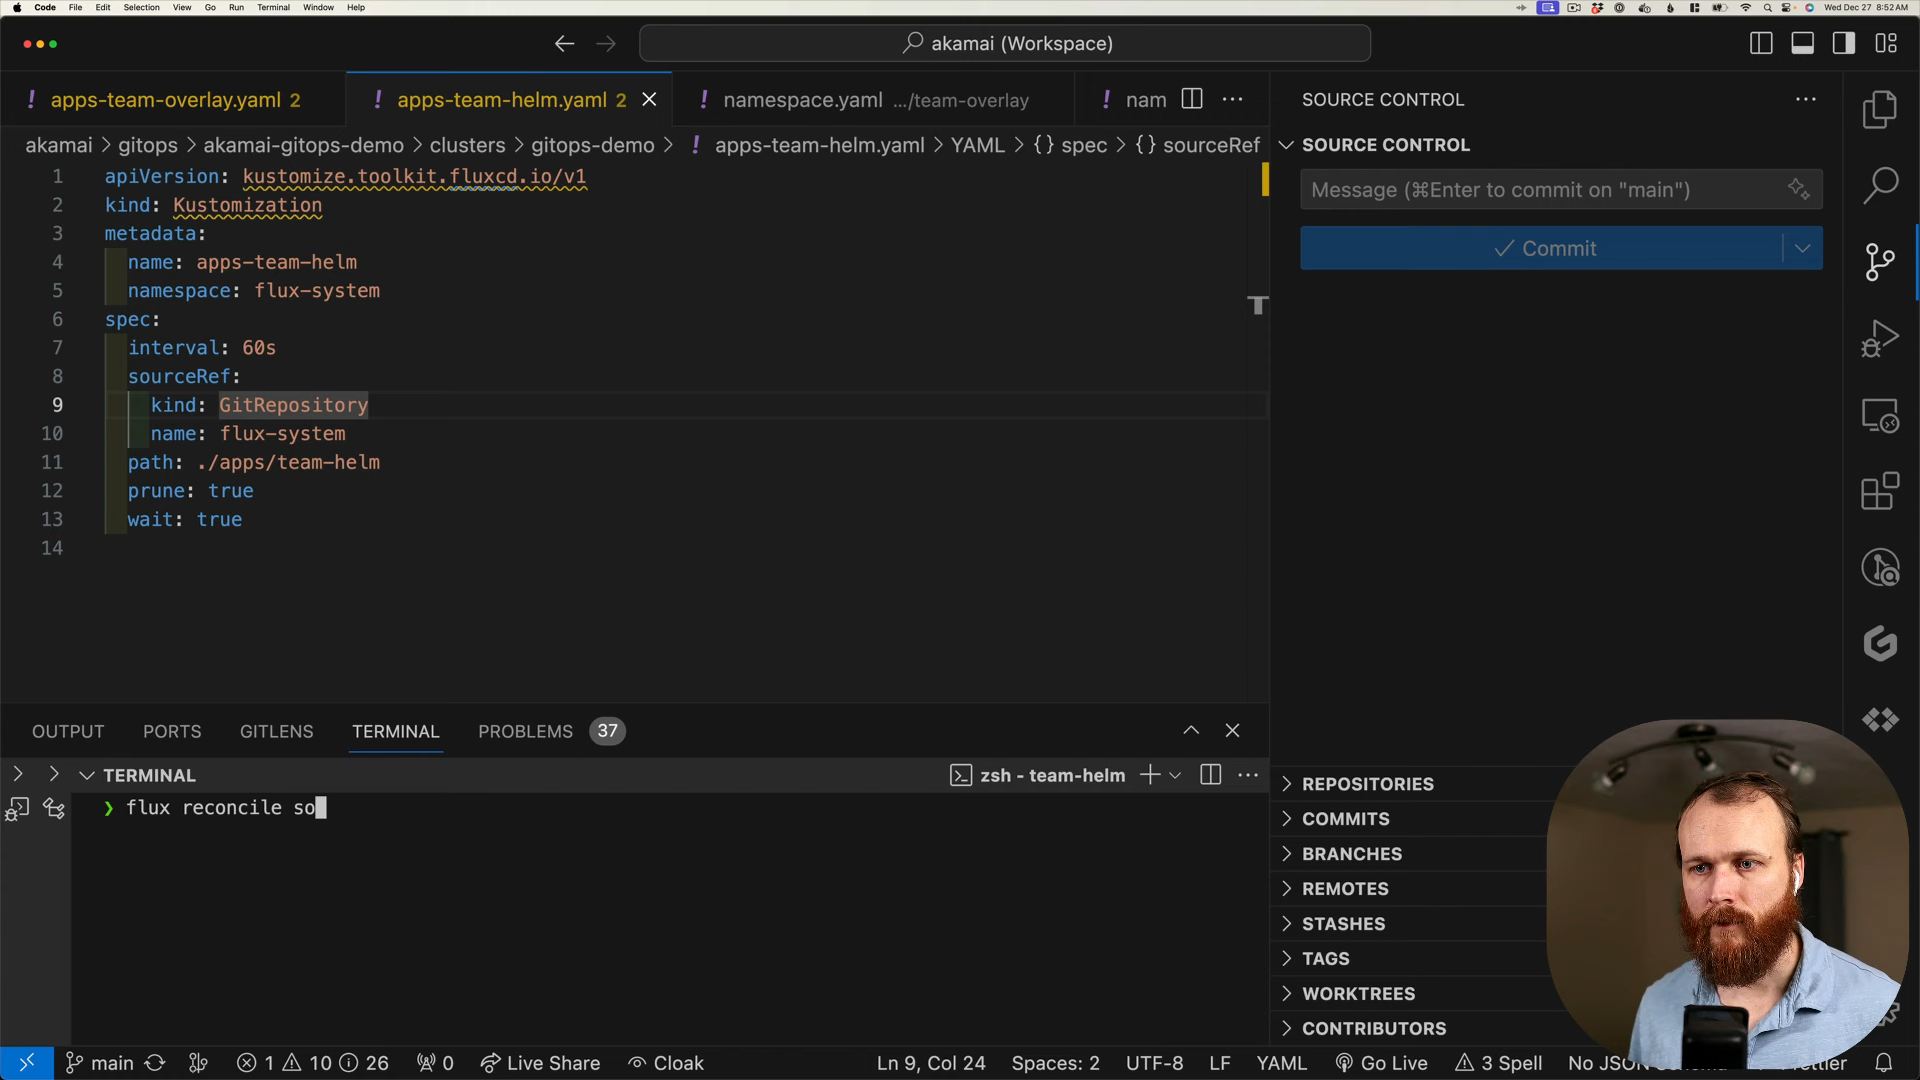 Code File Edit Selection View Go Run Terminal Window Help
Wed Dec 27 8:52 AM
akamai (Workspace)
apps-team-overlay.yaml 2
apps-team-helm.yaml 2
namespace.yaml .../team-overlay
nam
akamai > gitops > akamai-gitops-demo > clusters > gitops-demo > ! apps-team-helm.yaml > YAML > {} spec > {} sourceRef
1 apiVersion: kustomize.toolkit.fluxcd.io/v1
2 kind: Kustomization
3 metadata:
4 name: apps-team-helm
5 namespace: flux-system
6 spec:
7 interval: 60s
8 sourceRef:
9 kind: GitRepository
10 name: flux-system
11 path: ./apps/team-helm
12 prune: true
13 wait: true
14
SOURCE CONTROL
SOURCE CONTROL
Message (⌘Enter to commit on "main")
Commit
OUTPUT PORTS GITLENS TERMINAL PROBLEMS 37
TERMINAL
zsh - team-helm
❯ flux reconcile so
REPOSITORIES
COMMITS
BRANCHES
REMOTES
STASHES
TAGS
WORKTREES
CONTRIBUTORS
main 1 10 26 0 Live Share Cloak
Ln 9, Col 24 Spaces: 2 UTF-8 LF YAML Go Live 3 Spell No JSON